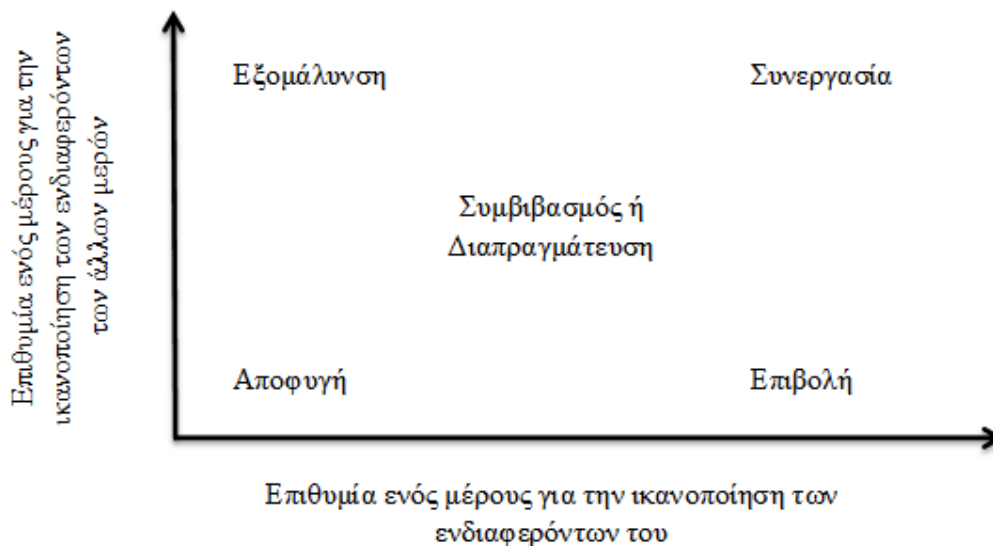 Επιθυμία ενός μέρους για την
ικανοποίηση των ενδιαφερόντων
των άλλων μερών
Εξομάλυνση
Συνεργασία
Συμβιβασμός ή
Διαπραγμάτευση
Αποφυγή
Επιβολή
Επιθυμία ενός μέρους για την ικανοποίηση των
ενδιαφερόντων του